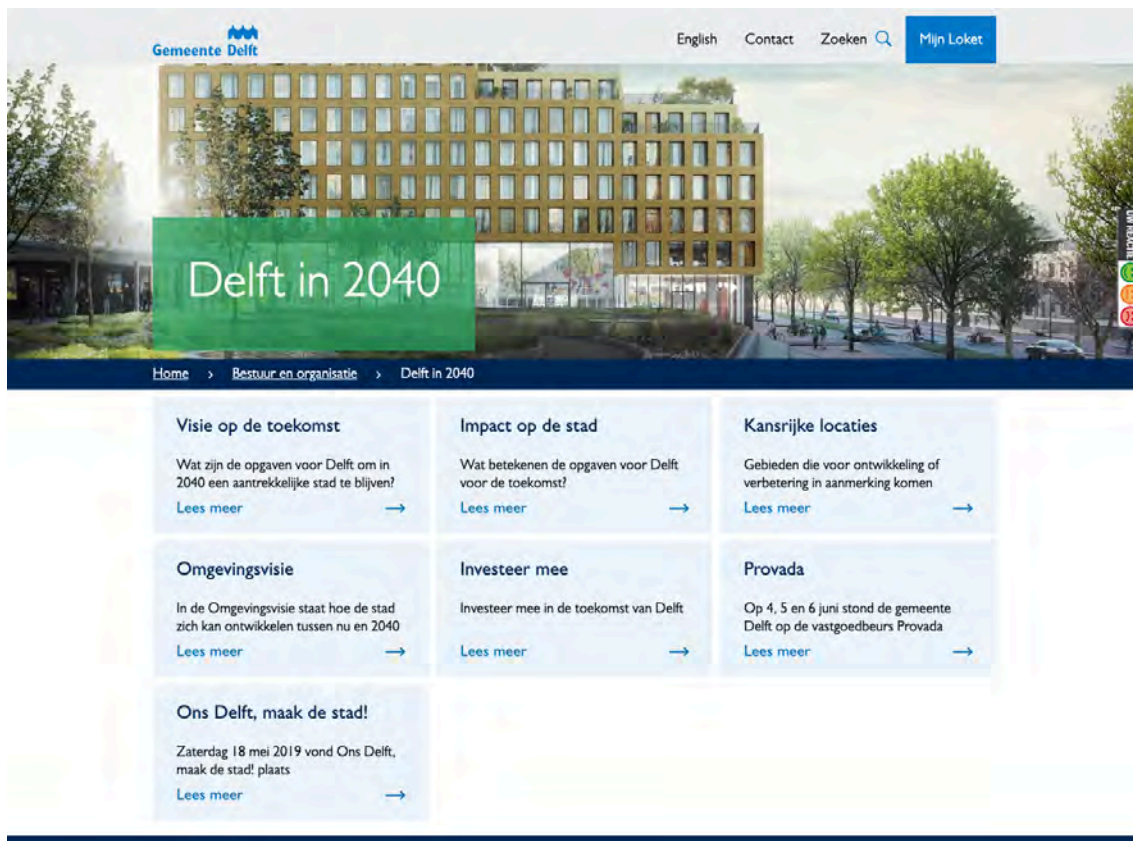 Gemeente Delft
English Contact Zoeken Mijn Loket
UW REACTIE
Delft in 2040
Home › Bestuur en organisatie › Delft in 2040
Visie op de toekomst
Wat zijn de opgaven voor Delft om in
2040 een aantrekkelijke stad te blijven?
Lees meer →
Impact op de stad
Wat betekenen de opgaven voor Delft
voor de toekomst?
Lees meer →
Kansrijke locaties
Gebieden die voor ontwikkeling of
verbetering in aanmerking komen
Lees meer →
Omgevingsvisie
In de Omgevingsvisie staat hoe de stad
zich kan ontwikkelen tussen nu en 2040
Lees meer →
Investeer mee
Investeer mee in de toekomst van Delft
Lees meer →
Provada
Op 4, 5 en 6 juni stond de gemeente
Delft op de vastgoedbeurs Provada
Lees meer →
Ons Delft, maak de stad!
Zaterdag 18 mei 2019 vond Ons Delft,
maak de stad! plaats
Lees meer →